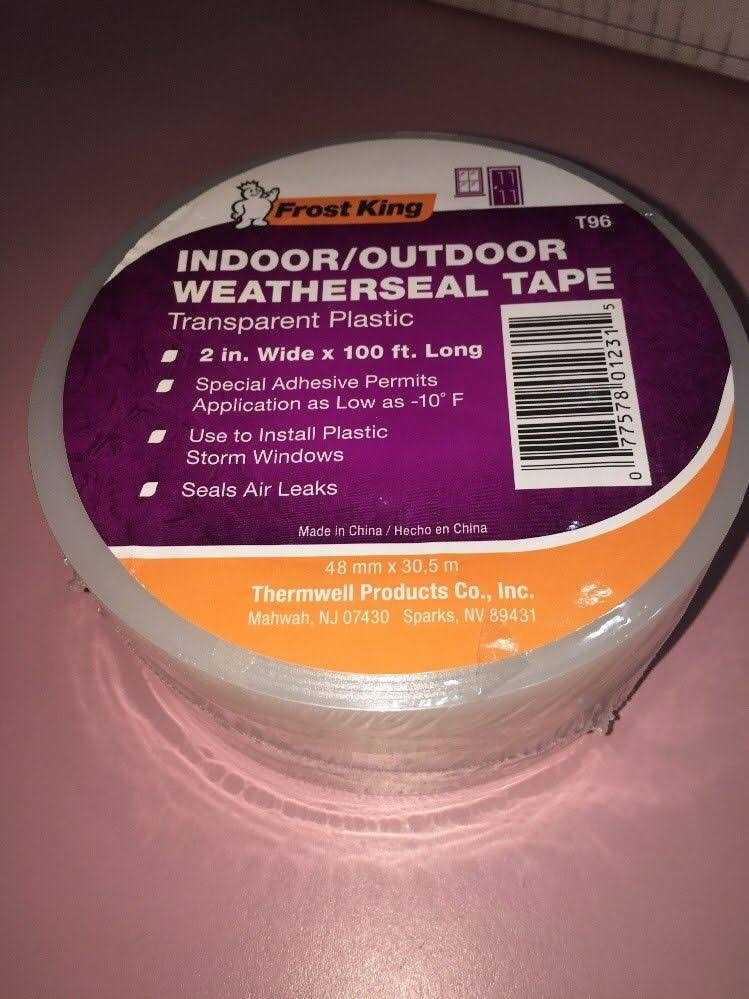 Frost King
T96
INDOOR/OUTDOOR
WEATHERSEAL TAPE
Transparent Plastic
2 in. Wide x 100 ft. Long
Special Adhesive Permits
Application as Low as -10° F
Use to Install Plastic
Storm Windows
Seals Air Leaks
0 77578 01231 5
Made in China / Hecho en China
48 mm x 30,5 m
Thermwell Products Co., Inc.
Mahwah, NJ 07430 Sparks, NV 89431